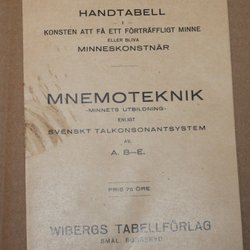 HANDTABELL
I
KONSTEN ATT FÅ ETT FÖRTRÄFFLIGT MINNE
ELLER BLIVA
MINNESKONSTNÄR
MNEMOTEKNIK
-MINNETS UTBILDNING-
ENLIGT
SVENSKT TALKONSONANTSYSTEM
AV
A. B–E.
PRIS 75 ÖRE
WIBERGS TABELLFÖRLAG
SMÅL.